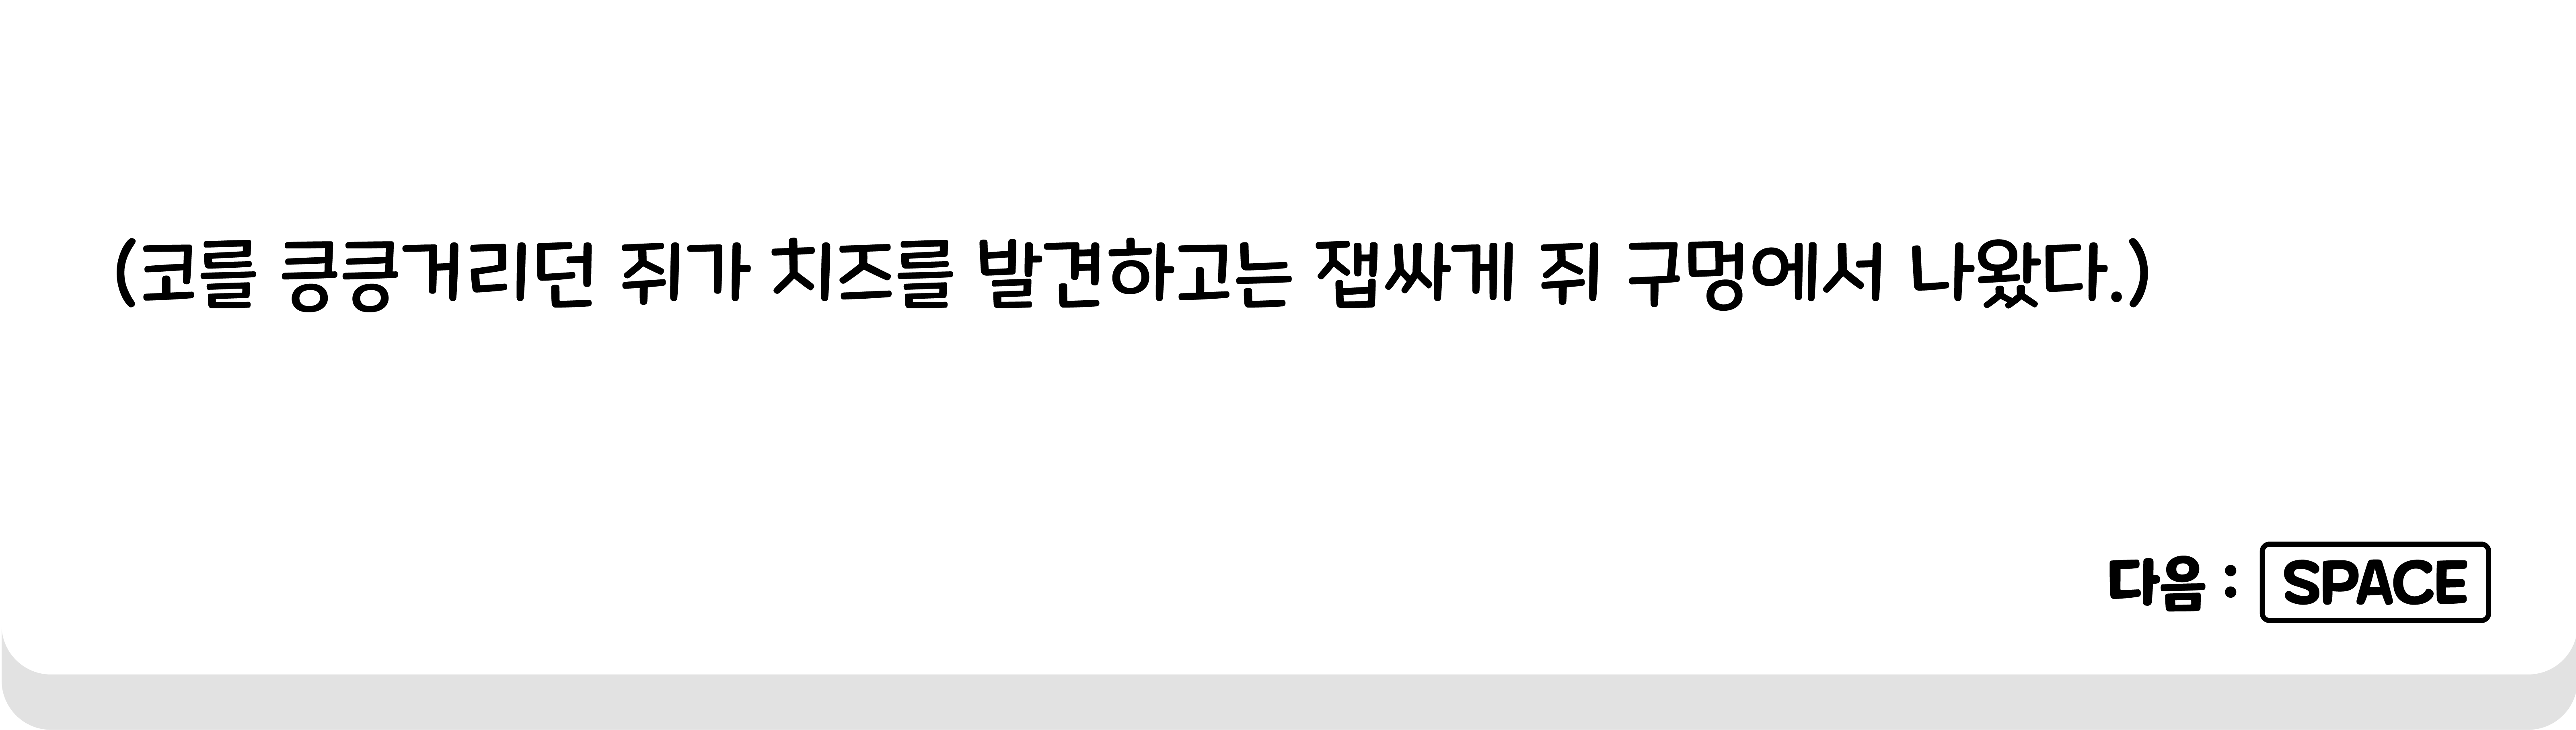 (코를 킁킁거리던 쥐가 치즈를 발견하고는 잽싸게 쥐 구멍에서 나왔다.)
다음 : SPACE